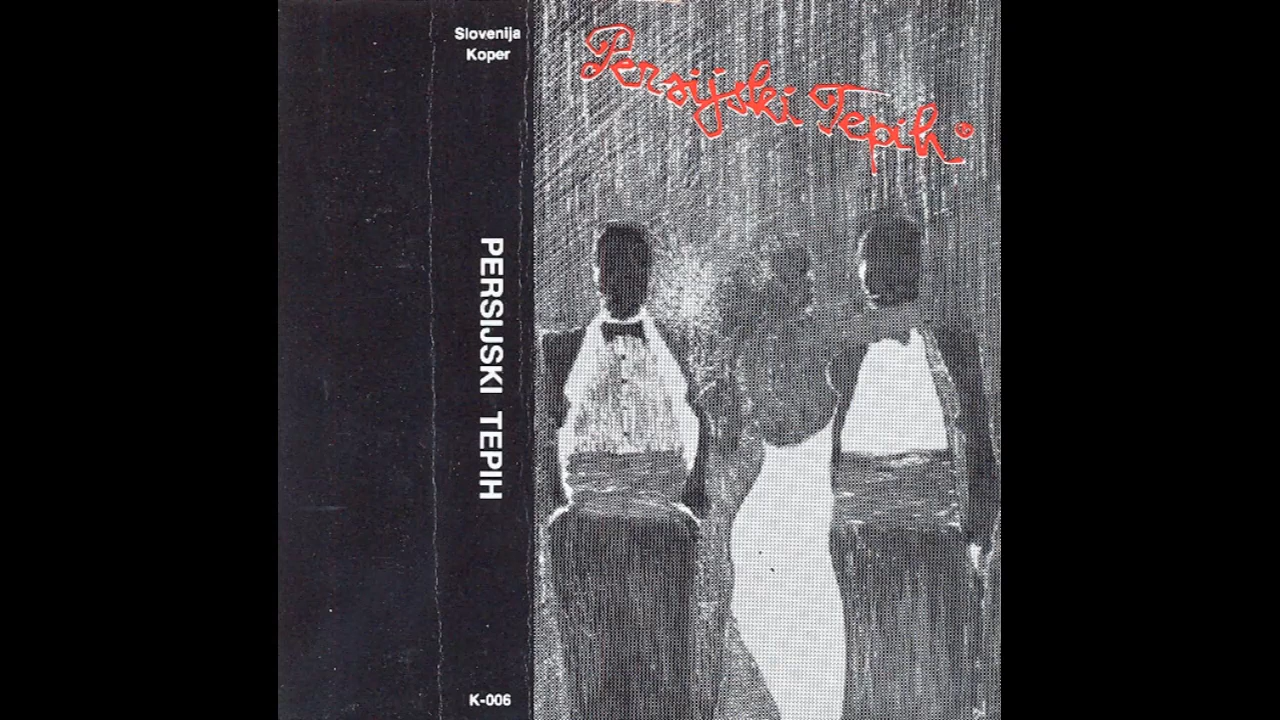 Slovenija
Koper
PERSIJSKI TEPIH
K-006
Persijski Tepih